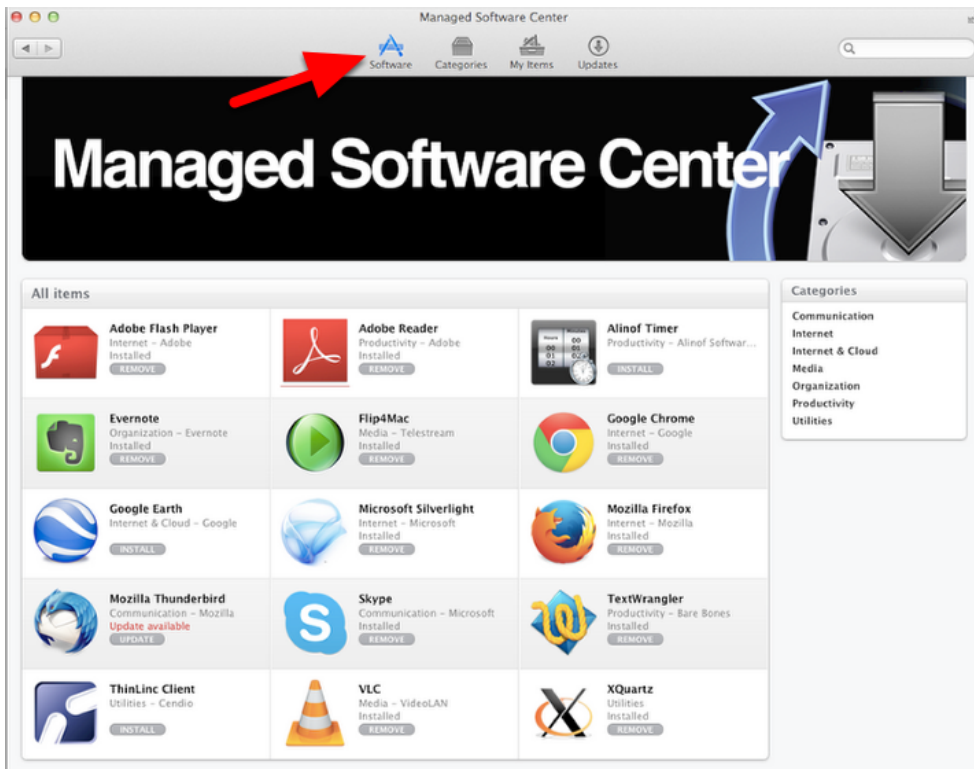 Managed Software Center
Software Categories My Items Updates
Managed Software Center
All items
Adobe Flash Player
Internet – Adobe
Installed
REMOVE
Adobe Reader
Productivity – Adobe
Installed
REMOVE
Alinof Timer
Productivity – Alinof Softwar...
INSTALL
Evernote
Organization – Evernote
Installed
REMOVE
Flip4Mac
Media – Telestream
Installed
REMOVE
Google Chrome
Internet – Google
Installed
REMOVE
Google Earth
Internet & Cloud – Google
INSTALL
Microsoft Silverlight
Internet – Microsoft
Installed
REMOVE
Mozilla Firefox
Internet – Mozilla
Installed
REMOVE
Mozilla Thunderbird
Communication – Mozilla
Update available
UPDATE
Skype
Communication – Microsoft
Installed
REMOVE
TextWrangler
Productivity – Bare Bones
Installed
REMOVE
ThinLinc Client
Utilities – Cendio
INSTALL
VLC
Media – VideoLAN
Installed
REMOVE
XQuartz
Utilities
Installed
REMOVE
Categories
Communication
Internet
Internet & Cloud
Media
Organization
Productivity
Utilities